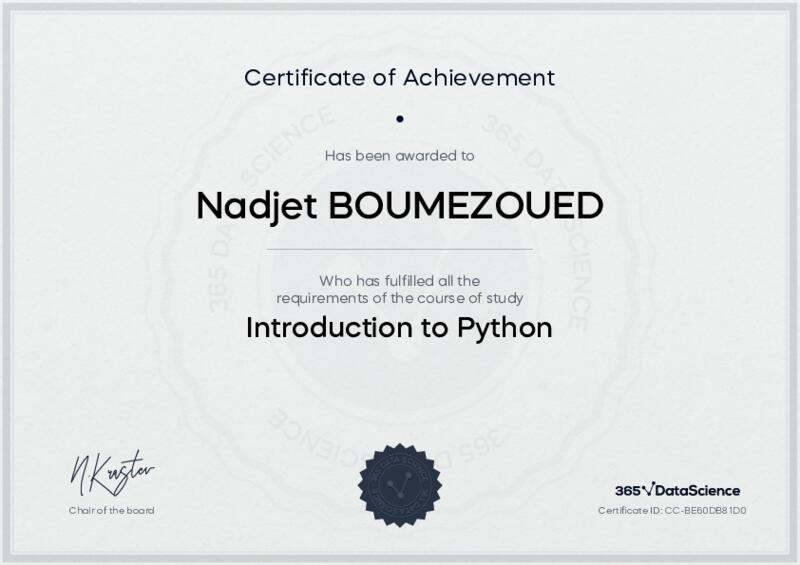 Certificate of Achievement
Has been awarded to
Nadjet BOUMEZOUED
Who has fulfilled all the
requirements of the course of study
Introduction to Python
N.Krastev
Chair of the board
365 DATA SCIENCE
365 DataScience
Certificate ID: CC-BE60DB81D0